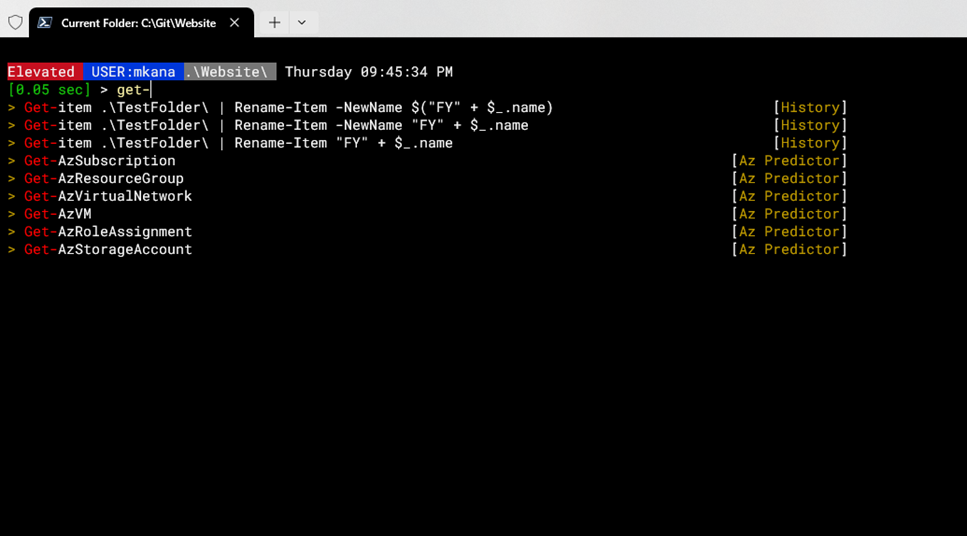 Current Folder: C:\Git\Website
Elevated USER:mkana .\Website\ Thursday 09:45:34 PM
[0.05 sec] > get-
> Get-item .\TestFolder\ | Rename-Item -NewName $("FY" + $_.name) [History]
> Get-item .\TestFolder\ | Rename-Item -NewName "FY" + $_.name [History]
> Get-item .\TestFolder\ | Rename-Item "FY" + $_.name [History]
> Get-AzSubscription [Az Predictor]
> Get-AzResourceGroup [Az Predictor]
> Get-AzVirtualNetwork [Az Predictor]
> Get-AzVM [Az Predictor]
> Get-AzRoleAssignment [Az Predictor]
> Get-AzStorageAccount [Az Predictor]